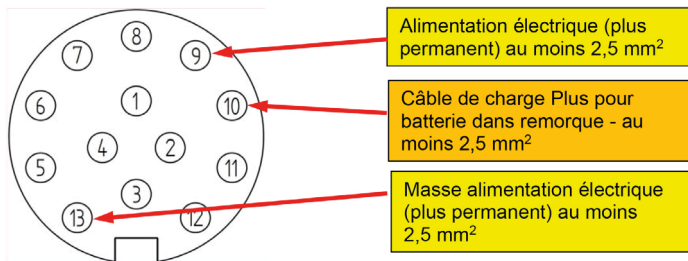 8
7
9
6
1
10
4
2
5
11
3
13
12
Alimentation électrique (plus
permanent) au moins 2,5 mm²
Câble de charge Plus pour
batterie dans remorque - au
moins 2,5 mm²
Masse alimentation électrique
(plus permanent) au moins
2,5 mm²